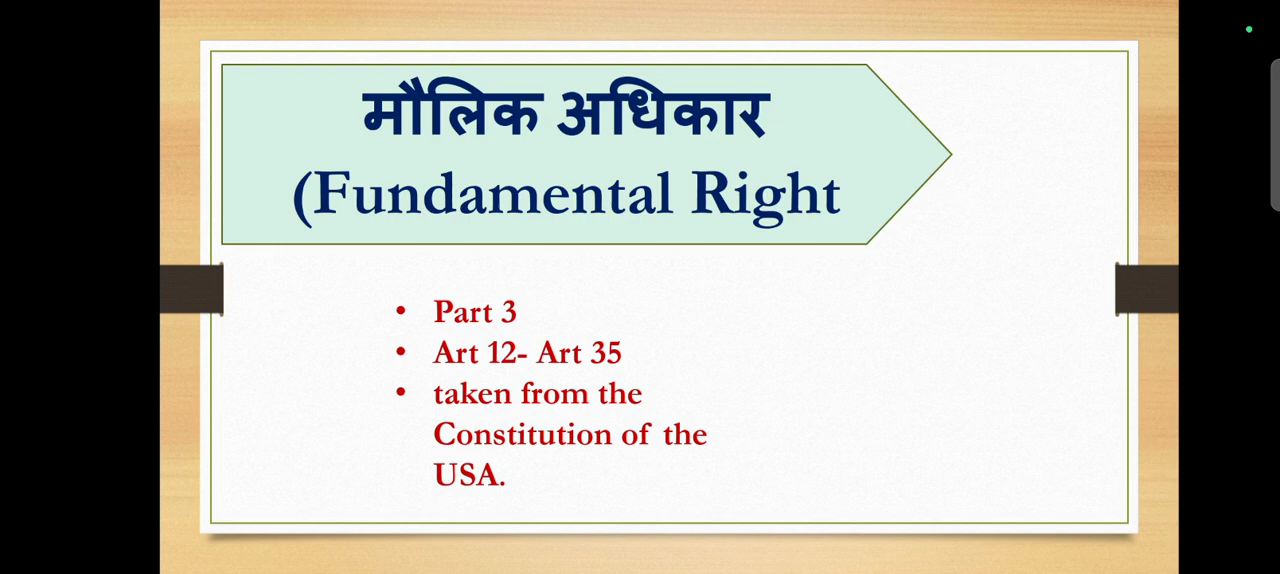 मौलिक अधिकार
(Fundamental Right
• Part 3
• Art 12- Art 35
• taken from the
Constitution of the
USA.